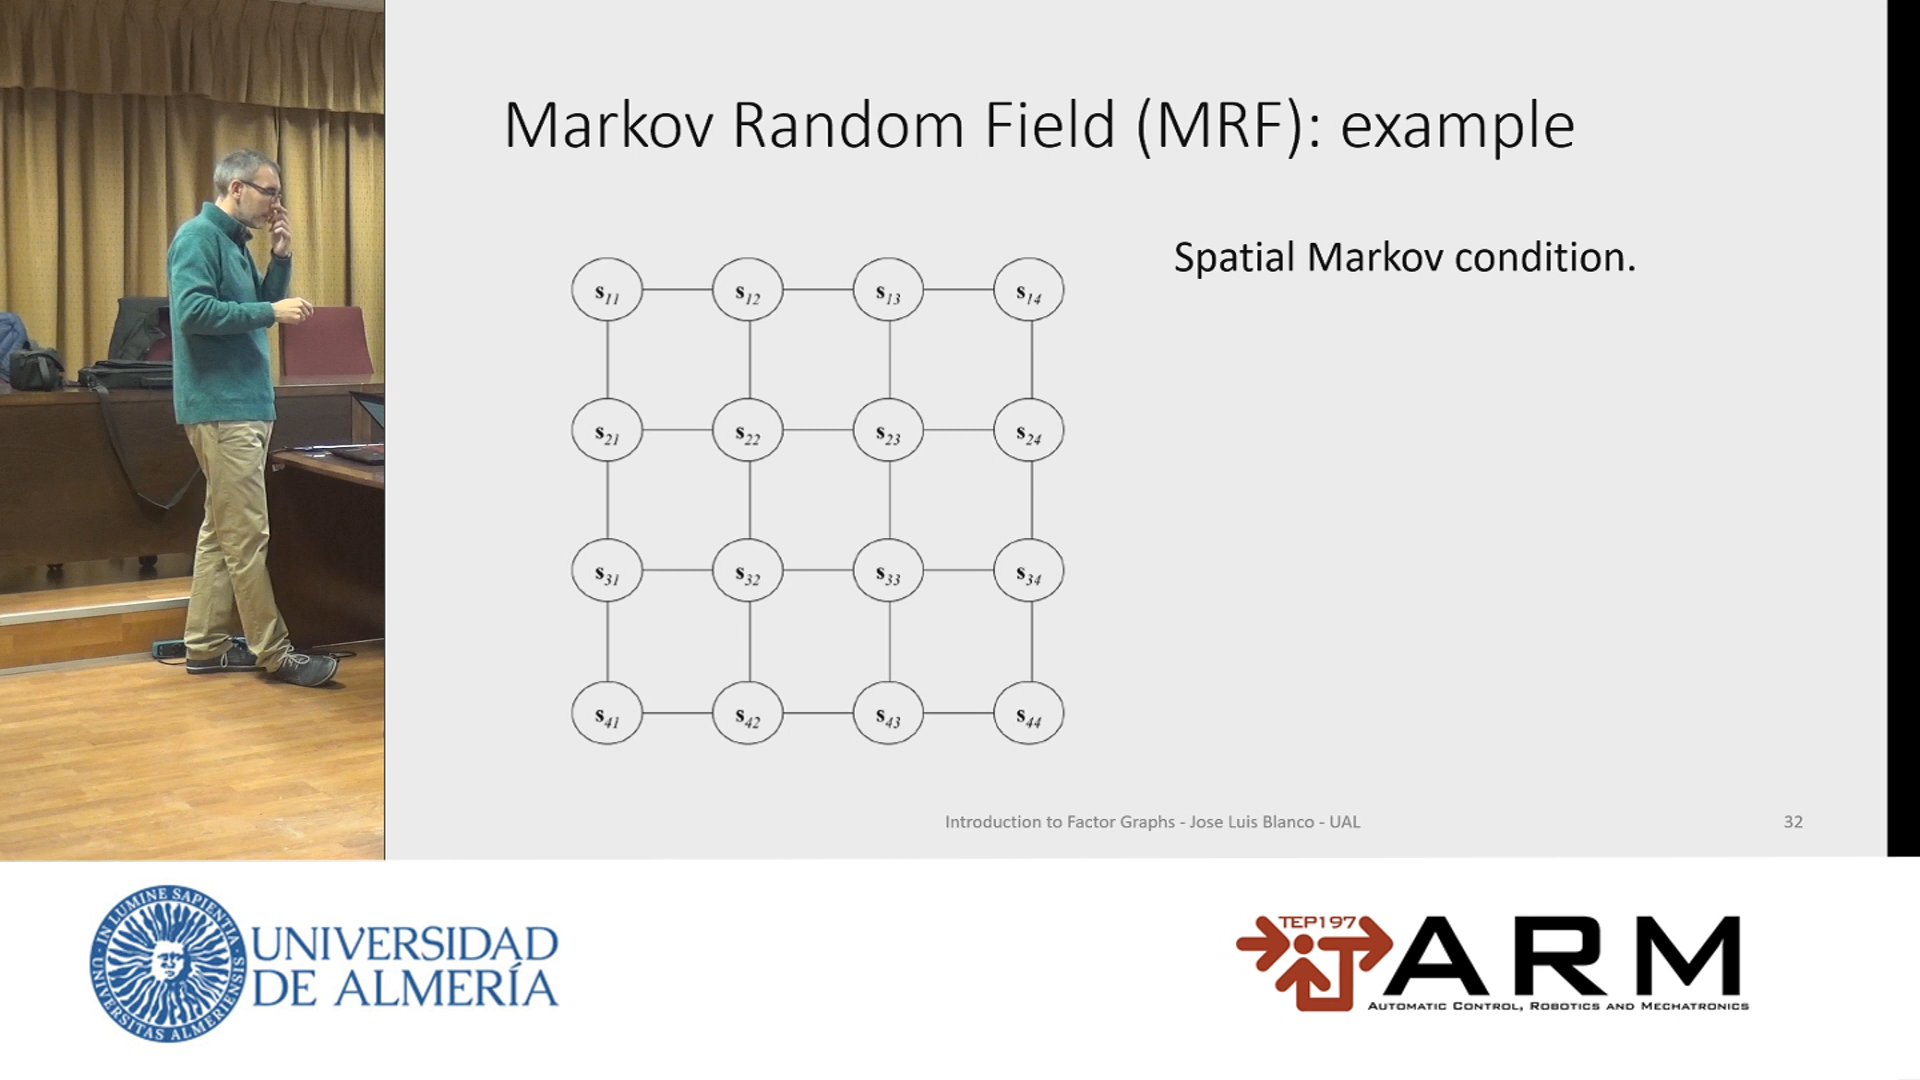 Markov Random Field (MRF): example
Spatial Markov condition.
s11 s12 s13 s14
s21 s22 s23 s24
s31 s32 s33 s34
s41 s42 s43 s44
Introduction to Factor Graphs - Jose Luis Blanco - UAL
32
IN LUMINE SAPIENTIA
UNIVERSITAS ALMERIENSIS
UNIVERSIDAD
DE ALMERÍA
TEP197
ARM
AUTOMATIC CONTROL, ROBOTICS AND MECHATRONICS